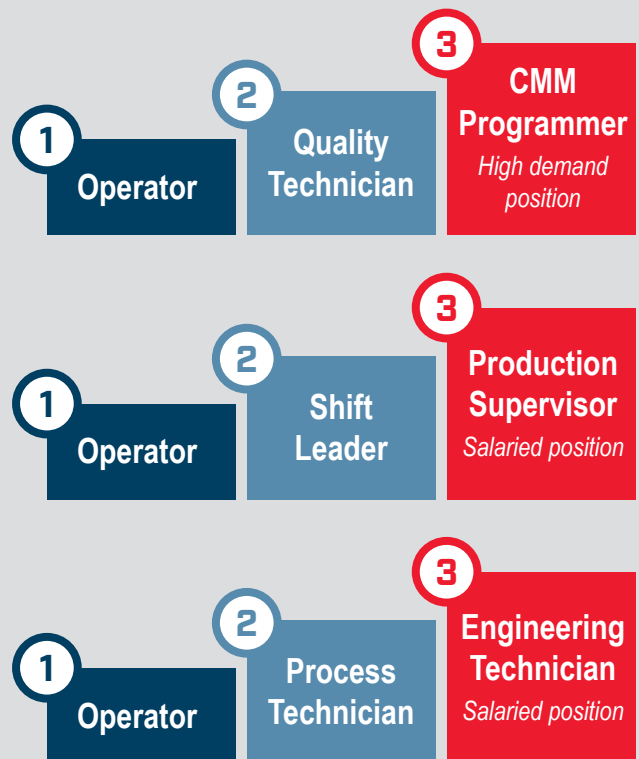 1
Operator
2
Quality
Technician
3
CMM
Programmer
High demand
position
1
Operator
2
Shift
Leader
3
Production
Supervisor
Salaried position
1
Operator
2
Process
Technician
3
Engineering
Technician
Salaried position